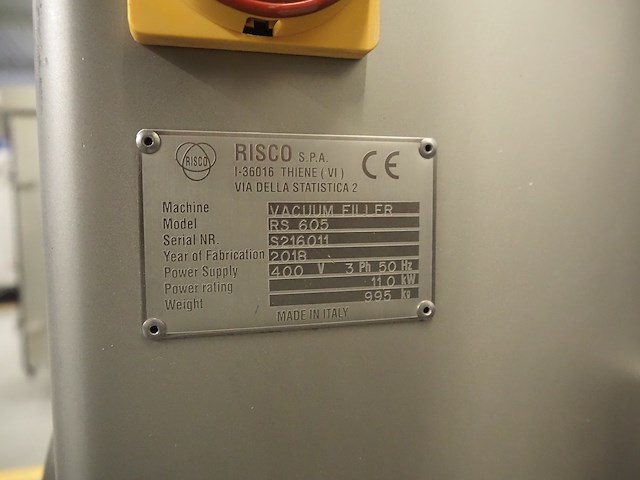 RISCO
RISCO S.P.A.
I-36016 THIENE (VI)
VIA DELLA STATISTICA 2
CE
Machine VACUUM FILLER
Model RS 605
Serial NR. S216011
Year of Fabrication 2018
Power Supply 400 V 3 Ph 50 Hz
Power rating 11.0 kW
Weight 995
MADE IN ITALY